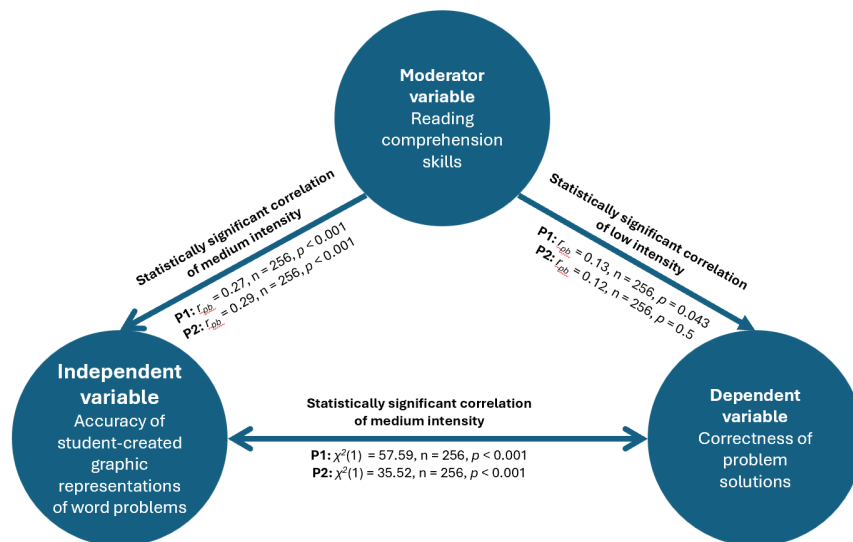 Moderator
variable
Reading
comprehension
skills
Statistically significant correlation
of medium intensity
P1: rpb = 0.27, n = 256, p < 0.001
P2: rpb = 0.29, n = 256, p < 0.001
Statistically significant correlation
of low intensity
P1: rpb = 0.13, n = 256, p = 0.043
P2: rpb = 0.12, n = 256, p = 0.5
Independent
variable
Accuracy of
student-created
graphic
representations
of word problems
Statistically significant correlation
of medium intensity
P1: χ²(1) = 57.59, n = 256, p < 0.001
P2: χ²(1) = 35.52, n = 256, p < 0.001
Dependent
variable
Correctness of
problem
solutions